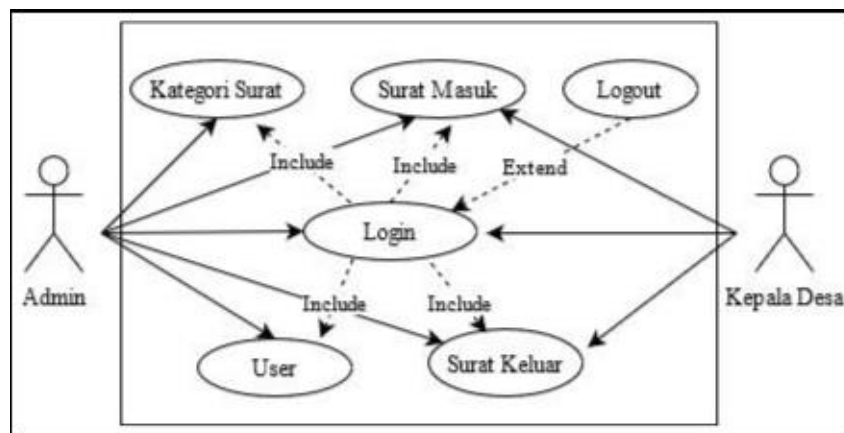 Kategori Surat
Surat Masuk
Logout
Include
Include
Extend
Login
Admin
Kepala Desa
Include
Include
User
Surat Keluar